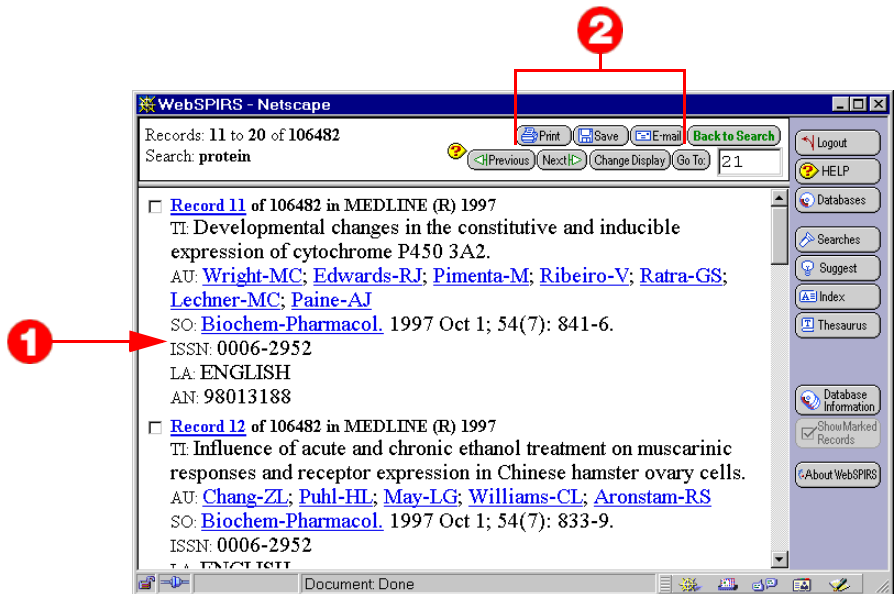 2
WebSPIRS - Netscape
Records: 11 to 20 of 106482
Search: protein
Print Save E-mail Back to Search
? Previous Next Change Display Go To: 21
Record 11 of 106482 in MEDLINE (R) 1997
TI: Developmental changes in the constitutive and inducible
expression of cytochrome P450 3A2.
AU: Wright-MC; Edwards-RJ; Pimenta-M; Ribeiro-V; Ratra-GS;
Lechner-MC; Paine-AJ
SO: Biochem-Pharmacol. 1997 Oct 1; 54(7): 841-6.
1
ISSN: 0006-2952
LA: ENGLISH
AN: 98013188
Record 12 of 106482 in MEDLINE (R) 1997
TI: Influence of acute and chronic ethanol treatment on muscarinic
responses and receptor expression in Chinese hamster ovary cells.
AU: Chang-ZL; Puhl-HL; May-LG; Williams-CL; Aronstam-RS
SO: Biochem-Pharmacol. 1997 Oct 1; 54(7): 833-9.
ISSN: 0006-2952
LA: ENGLISH
Logout
? HELP
Databases
Searches
Suggest
A Index
T Thesaurus
Database
Information
Show Marked
Records
About WebSPIRS
Document: Done